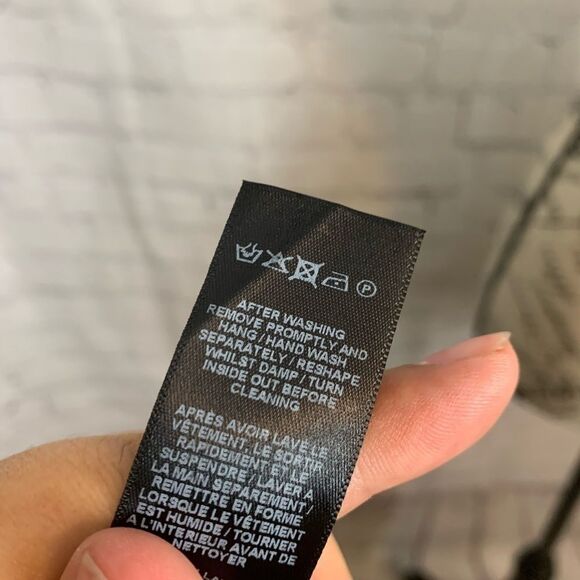 P
AFTER WASHING
REMOVE PROMPTLY AND
HANG / HAND WASH
SEPARATELY / RESHAPE
WHILST DAMP / TURN
INSIDE OUT BEFORE
CLEANING
APRÈS AVOIR LAVÉ LE
VÊTEMENT, LE SORTIR
RAPIDEMENT ET LE
SUSPENDRE / LAVER À
LA MAIN SÉPARÉMENT /
REMETTRE EN FORME
LORSQUE LE VÊTEMENT
EST HUMIDE / TOURNER
À L'INTÉRIEUR AVANT DE
NETTOYER